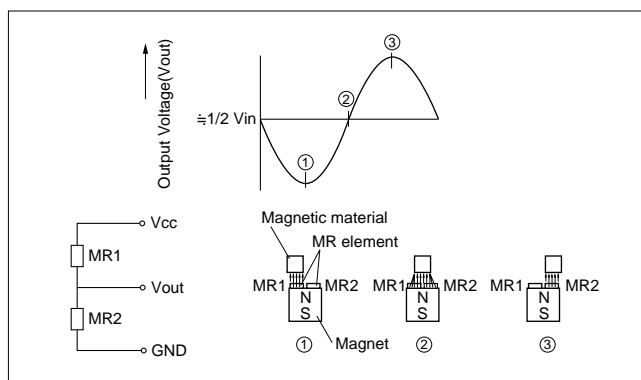 Output Voltage(Vout)
≒1/2 Vin
①
②
③
Vcc
MR1
Vout
MR2
GND
Magnetic material
MR element
MR1
MR2
N
S
Magnet
①
MR1
MR2
N
S
②
MR2
N
S
③